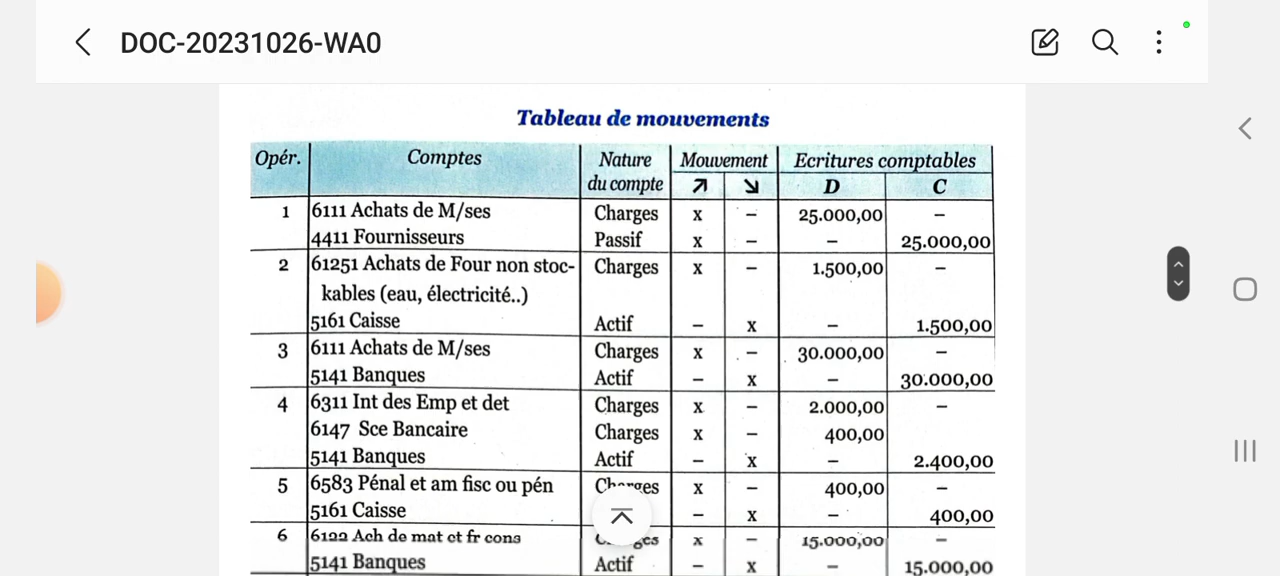 DOC-20231026-WA0
Tableau de mouvements
Opér. Comptes Nature du compte Mouvement Ecritures comptables
↗ ↘ D C
1 6111 Achats de M/ses Charges x – 25.000,00 –
4411 Fournisseurs Passif x – – 25.000,00
2 61251 Achats de Four non stoc- Charges x – 1.500,00 –
kables (eau, électricité..)
5161 Caisse Actif – x – 1.500,00
3 6111 Achats de M/ses Charges x – 30.000,00 –
5141 Banques Actif – x – 30.000,00
4 6311 Int des Emp et det Charges x – 2.000,00 –
6147 Sce Bancaire Charges x – 400,00
5141 Banques Actif – x – 2.400,00
5 6583 Pénal et am fisc ou pén Charges x – 400,00 –
5161 Caisse – x – 400,00
6 6122 Ach de mat et fr cons x – 15.000,00 –
5141 Banques Actif – x – 15.000,00